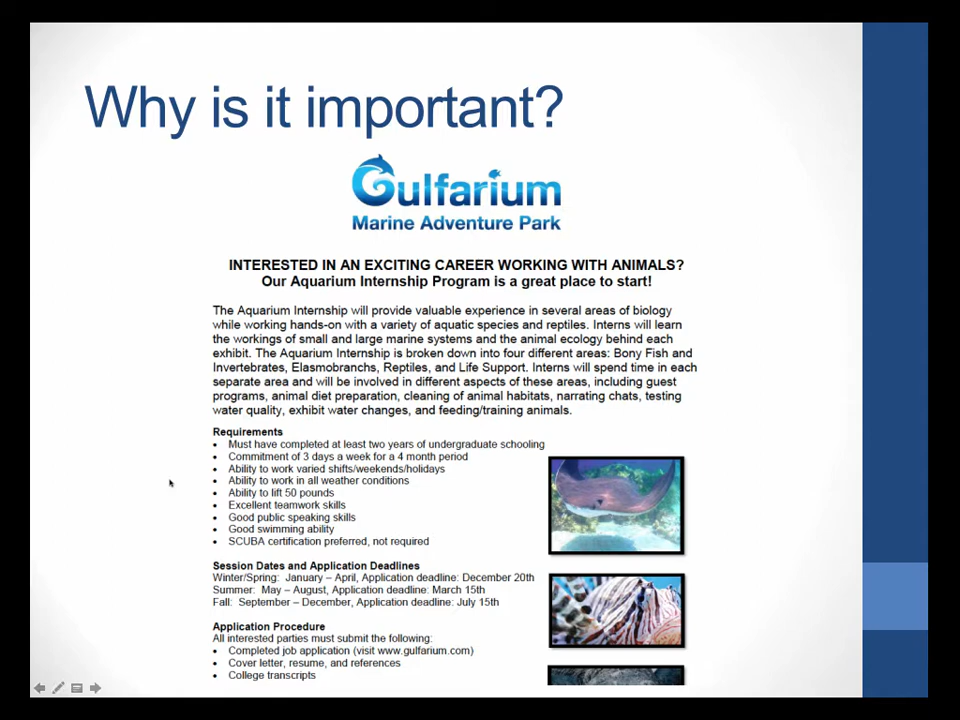 Why is it important?
Gulfarium
Marine Adventure Park
INTERESTED IN AN EXCITING CAREER WORKING WITH ANIMALS?
Our Aquarium Internship Program is a great place to start!
The Aquarium Internship will provide valuable experience in several areas of biology
while working hands-on with a variety of aquatic species and reptiles. Interns will learn
the workings of small and large marine systems and the animal ecology behind each
exhibit. The Aquarium Internship is broken down into four different areas: Bony Fish and
Invertebrates, Elasmobranchs, Reptiles, and Life Support. Interns will spend time in each
separate area and will be involved in different aspects of these areas, including guest
programs, animal diet preparation, cleaning of animal habitats, narrating chats, testing
water quality, exhibit water changes, and feeding/training animals.
Requirements
• Must have completed at least two years of undergraduate schooling
• Commitment of 3 days a week for a 4 month period
• Ability to work varied shifts/weekends/holidays
• Ability to work in all weather conditions
• Ability to lift 50 pounds
• Excellent teamwork skills
• Good public speaking skills
• Good swimming ability
• SCUBA certification preferred, not required
Session Dates and Application Deadlines
Winter/Spring: January – April, Application deadline: December 20th
Summer: May – August, Application deadline: March 15th
Fall: September – December, Application deadline: July 15th
Application Procedure
All interested parties must submit the following:
• Completed job application (visit www.gulfarium.com)
• Cover letter, resume, and references
• College transcripts